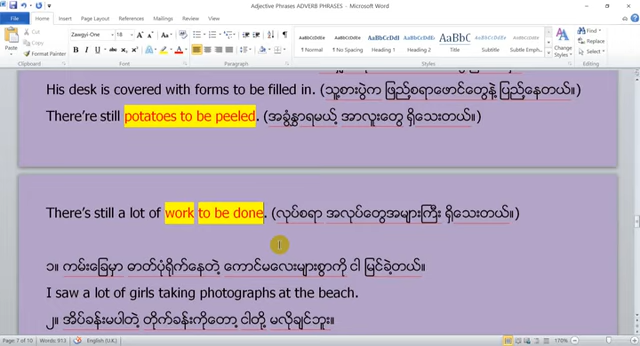 Adjective Phrases ADVERB PHRASES - Microsoft Word
File Home Insert Page Layout References Mailings Review View
Cut
Copy
Paste Format Painter
Clipboard
Zawgyi-One 18
Font
Paragraph
AaBbCcDc AaBbCcDc AaBbC AaBbCc AaBbCcDc
¶ Normal ¶ No Spacing Heading 1 Heading 2 Title Subtitle Subtle Emph...
Styles
Change Styles
Find
Replace
Select
Editing
His desk is covered with forms to be filled in. (သူ့စားပွဲက ဖြည့်စရာဖောင်တွေနဲ့ ပြည့်နေတယ်။)
There're still potatoes to be peeled. (အခွံနွှာရမယ့် အာလူးတွေ ရှိသေးတယ်။)
There's still a lot of work to be done. (လုပ်စရာ အလုပ်တွေအများကြီး ရှိသေးတယ်။)
၁။ ကမ်းခြေမှာ ဓာတ်ပုံရိုက်နေတဲ့ ကောင်မလေးများစွာကို ငါ မြင်ခဲ့တယ်။
I saw a lot of girls taking photographs at the beach.
၂။ အိပ်ခန်းမပါတဲ့ တိုက်ခန်းကိုတော့ ငါတို့ မလိုချင်ဘူး။
Page: 7 of 10 Words: 813 English (U.K.) 170%